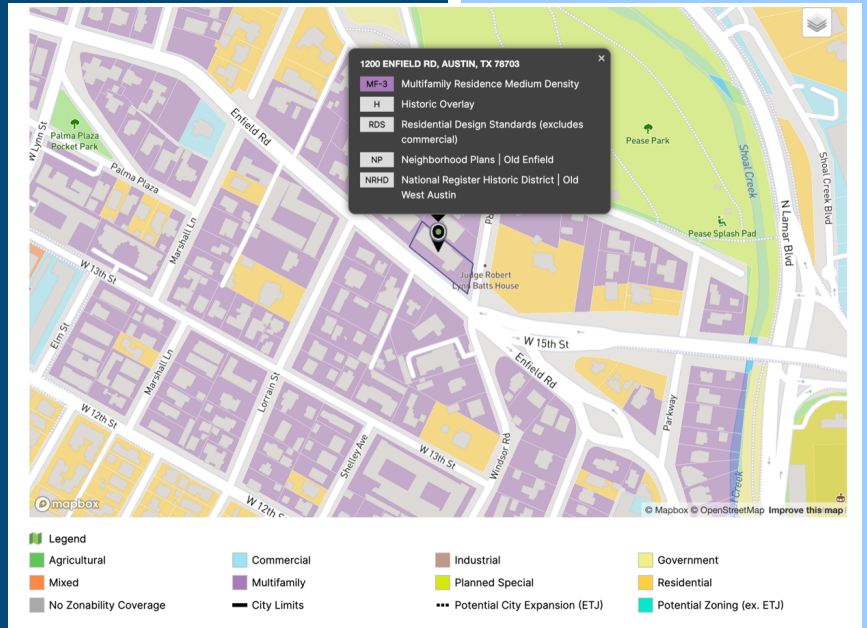 1200 ENFIELD RD, AUSTIN, TX 78703
×
MF-3 Multifamily Residence Medium Density
H Historic Overlay
RDS Residential Design Standards (excludes
commercial)
NP Neighborhood Plans | Old Enfield
NRHD National Register Historic District | Old
West Austin
Enfield Rd
W Lynn St
Palma Plaza
Pocket Park
Palma Plaza
Marshall Ln
Pease Park
Shoal Creek
Shoal Creek Blvd
N Lamar Blvd
Pease Splash Pad
Judge Robert
Lynn Batts House
W 13th St
Elm St
Marshall Ln
Lorrain St
W 15th St
Enfield Rd
Parkway
W 12th St
Shelley Ave
W 13th St
Windsor Rd
W 12th St
Creek
mapbox
© Mapbox © OpenStreetMap Improve this map
Legend
Agricultural
Commercial
Industrial
Government
Mixed
Multifamily
Planned Special
Residential
No Zonability Coverage
City Limits
Potential City Expansion (ETJ)
Potential Zoning (ex. ETJ)